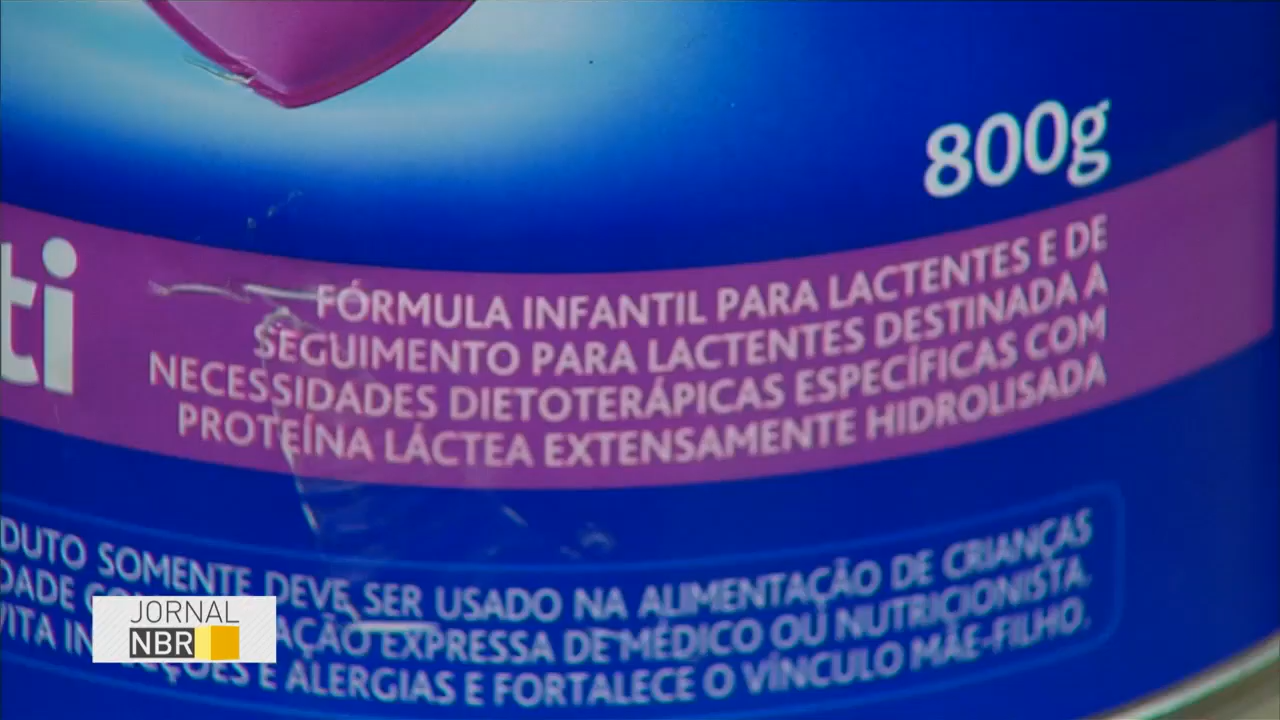 800g
ti
FÓRMULA INFANTIL PARA LACTENTES E DE
SEGUIMENTO PARA LACTENTES DESTINADA A
NECESSIDADES DIETOTERÁPICAS ESPECÍFICAS COM
PROTEÍNA LÁCTEA EXTENSAMENTE HIDROLISADA
DUTO SOMENTE DEVE SER USADO NA ALIMENTAÇÃO DE CRIANÇAS
DADE AÇÃO EXPRESSA DE MÉDICO OU NUTRICIONISTA.
VITA IN ÇÕES E ALERGIAS E FORTALECE O VÍNCULO MÃE-FILHO.
JORNAL
NBR